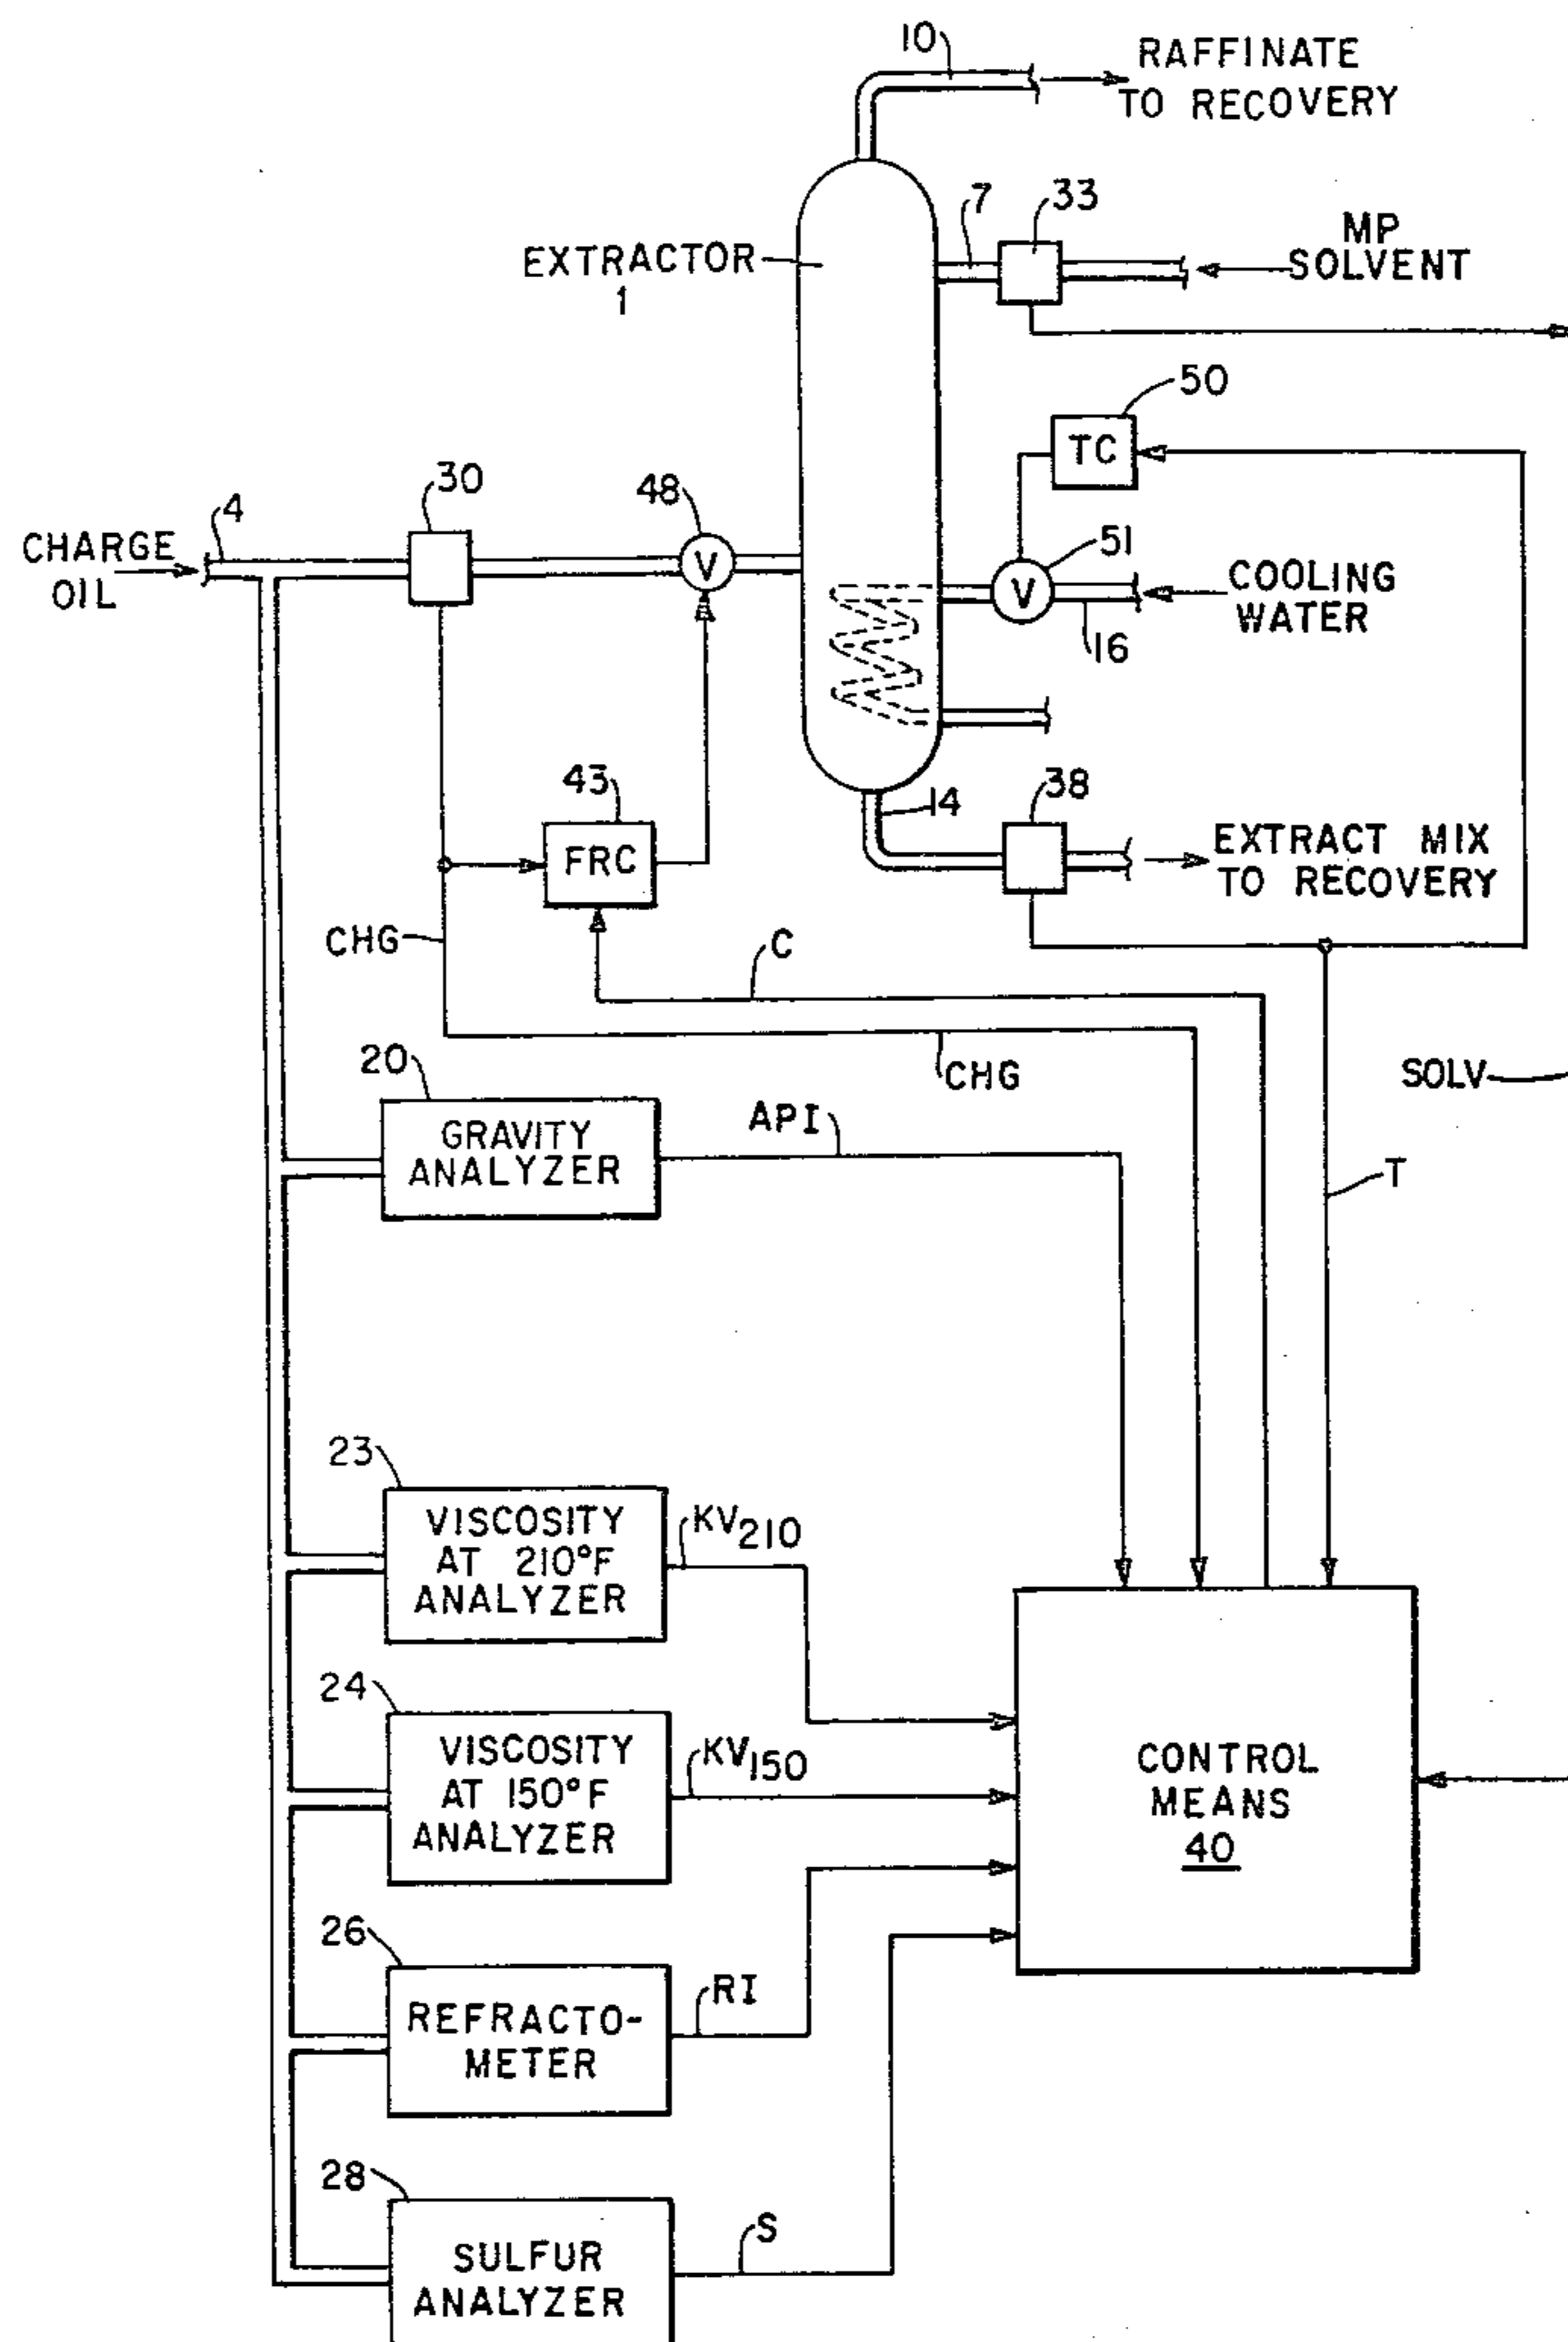 10
RAFFINATE
TO RECOVERY
7
33
MP
SOLVENT
EXTRACTOR
1
50
TC
4
30
48
51
CHARGE
OIL
V
V
COOLING
WATER
16
43
38
14
FRC
EXTRACT MIX
TO RECOVERY
CHG
C
20
CHG
SOLV
GRAVITY
ANALYZER
API
T
23
VISCOSITY
AT 210°F
ANALYZER
KV210
24
VISCOSITY
AT 150°F
ANALYZER
KV150
CONTROL
MEANS
40
26
REFRACTO-
METER
RI
28
SULFUR
ANALYZER
S